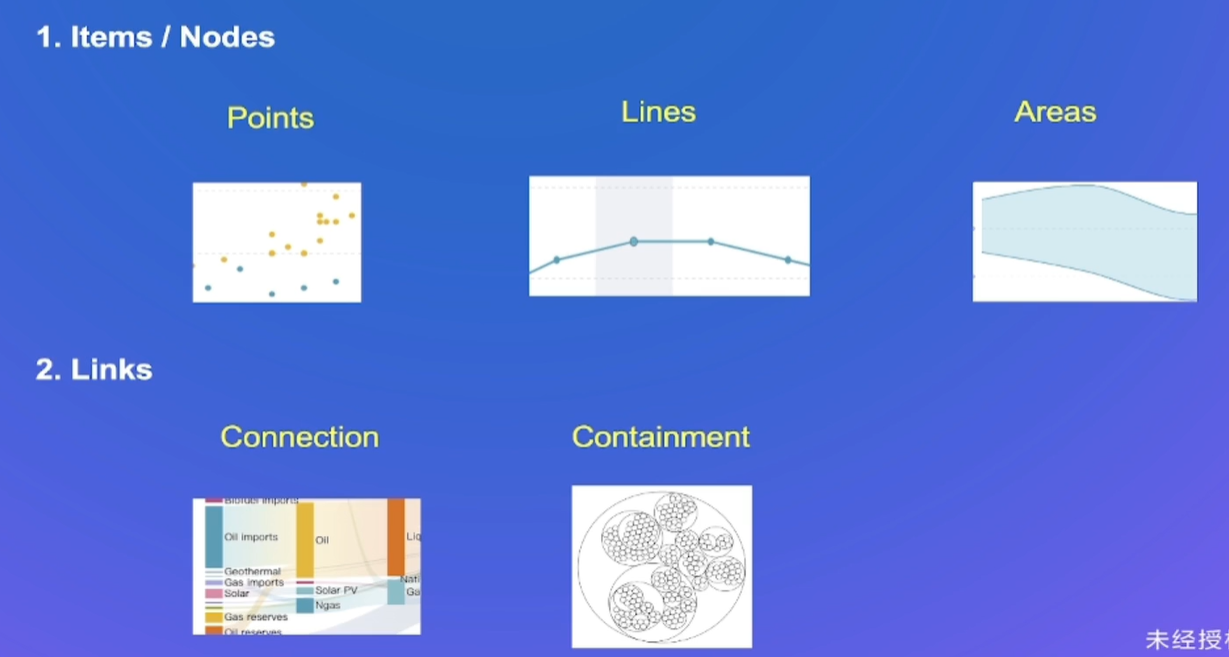 1. Items / Nodes
Points
Lines
Areas
2. Links
Connection
Containment
Biofuel imports
Oil imports
Oil
Liq
Geothermal
Nati
Gas imports
Solar
Solar PV
Ga
Ngas
Gas reserves
Oil reserves
未经授